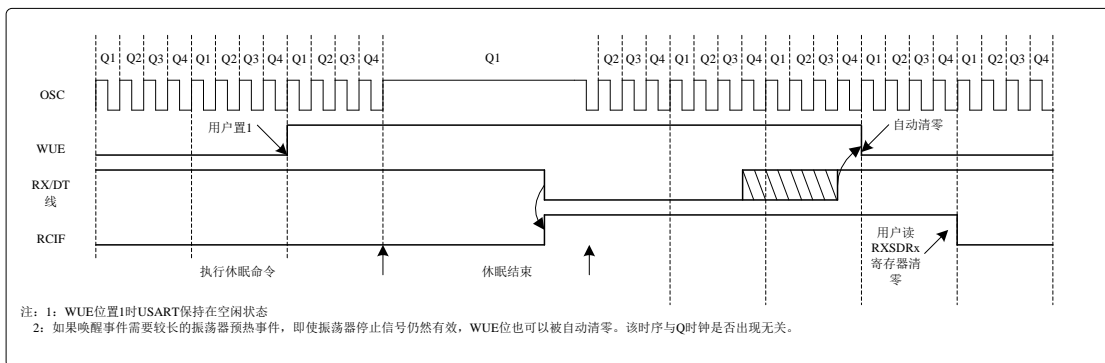 Q1 Q2 Q3 Q4 Q1 Q2 Q3 Q4 Q1 Q2 Q3 Q4 Q1 Q2 Q3 Q4 Q1 Q2 Q3 Q4 Q1 Q2 Q3 Q4 Q1 Q2 Q3 Q4 Q1 Q2 Q3 Q4
OSC
用户置1
自动清零
WUE
RX/DT
线
RCIF
用户读
RXSDRx
寄存器清
零
执行休眠命令
休眠结束
注:1:WUE位置1时USART保持在空闲状态
2:如果唤醒事件需要较长的振荡器预热事件,即使振荡器停止信号仍然有效,WUE位也可以被自动清零。该时序与Q时钟是否出现无关。